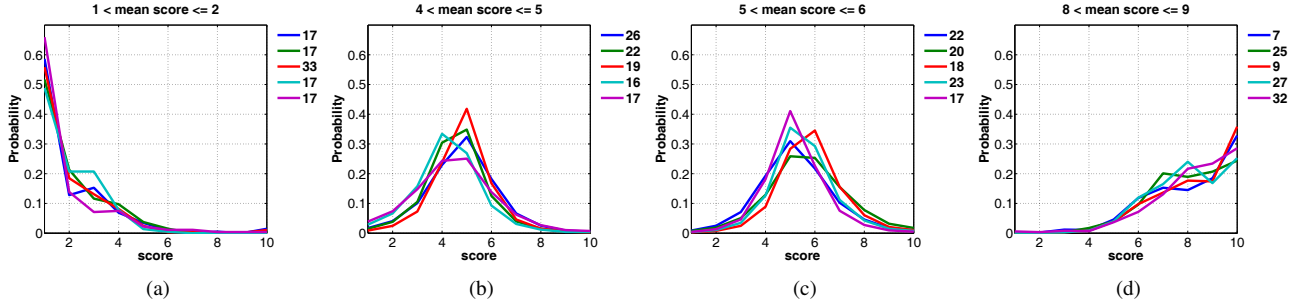 1 < mean score <= 2
0.6
0.5
0.4
0.3
0.2
0.1
0
Probability
2 4 6 8 10
score
17
17
33
17
17
(a)
4 < mean score <= 5
0.6
0.5
0.4
0.3
0.2
0.1
0
Probability
2 4 6 8 10
score
26
22
19
16
17
(b)
5 < mean score <= 6
0.6
0.5
0.4
0.3
0.2
0.1
0
Probability
2 4 6 8 10
score
22
20
18
23
17
(c)
8 < mean score <= 9
0.6
0.5
0.4
0.3
0.2
0.1
0
Probability
2 4 6 8 10
score
7
25
9
27
32
(d)